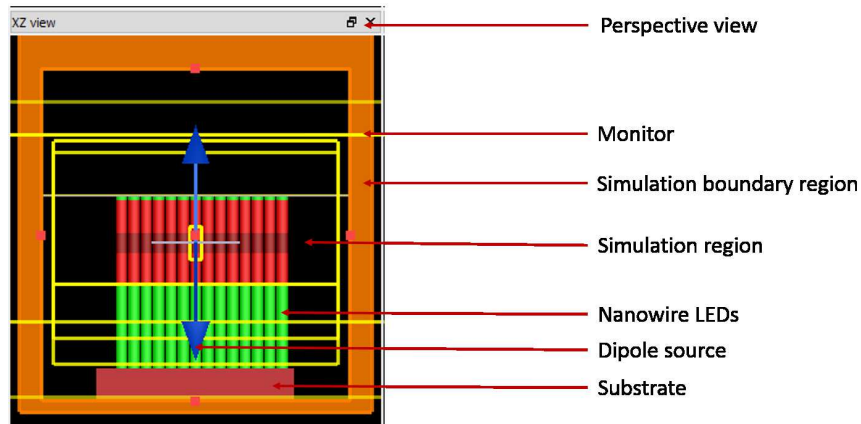 XZ view
Perspective view
Monitor
Simulation boundary region
Simulation region
Nanowire LEDs
Dipole source
Substrate